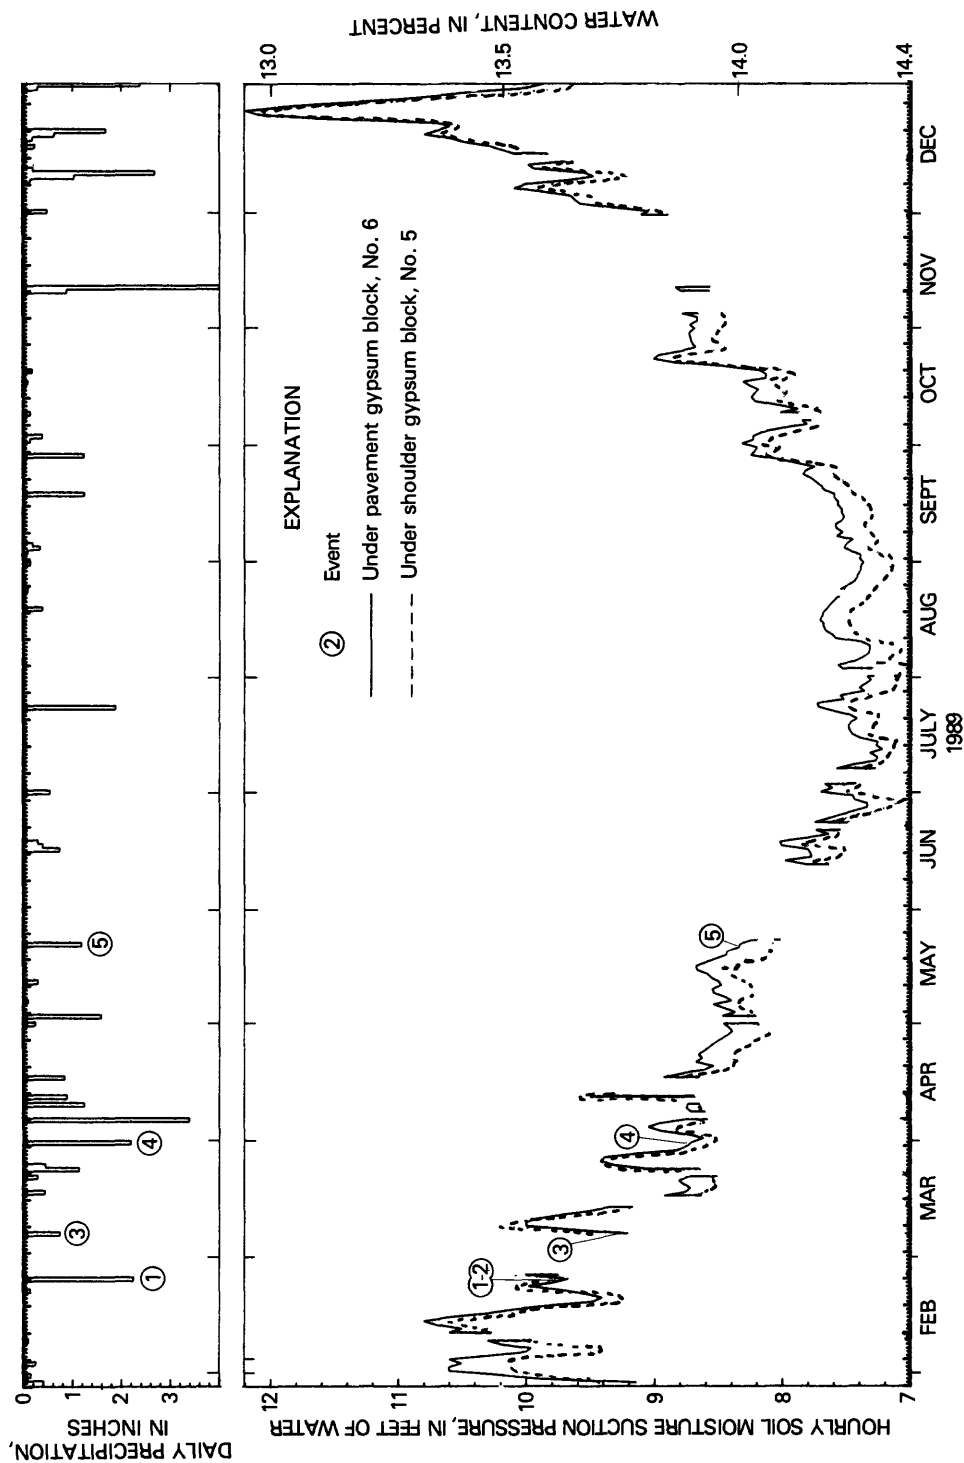 DAILY PRECIPITATION,
IN INCHES
0
1
2
3
1
3
4
5
HOURLY SOIL MOISTURE SUCTION PRESSURE, IN FEET OF WATER
12
11
10
9
8
7
WATER CONTENT, IN PERCENT
13.0
13.5
14.0
14.4
EXPLANATION
2 Event
Under pavement gypsum block, No. 6
Under shoulder gypsum block, No. 5
1-2
3
4
5
FEB MAR APR MAY JUN JULY AUG SEPT OCT NOV DEC
1989